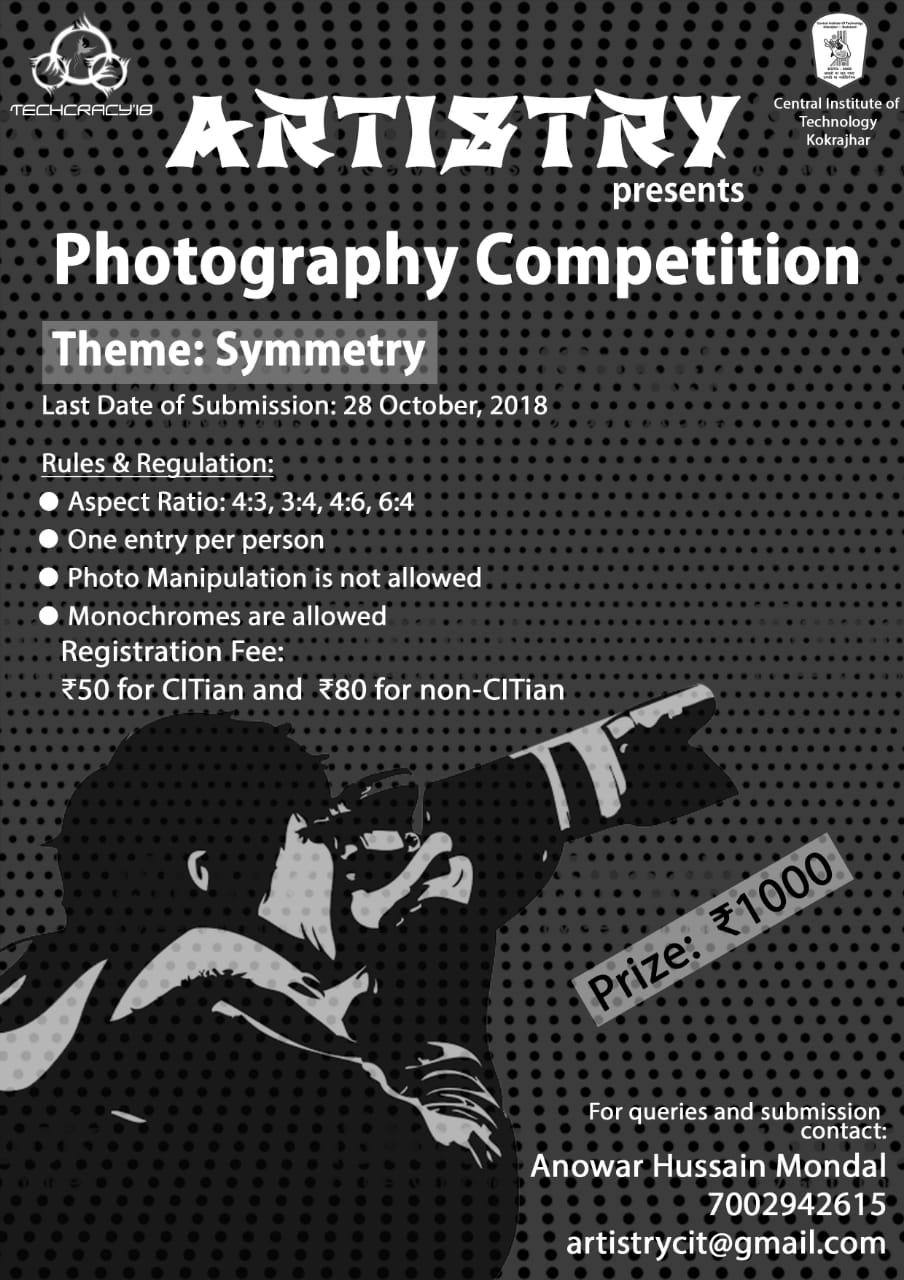 TECHCRACY'18
Central Institute of
Technology
Kokrajhar
ARTISTRY
presents
Photography Competition
Theme: Symmetry
Last Date of Submission: 28 October, 2018
Rules & Regulation:
● Aspect Ratio: 4:3, 3:4, 4:6, 6:4
● One entry per person
● Photo Manipulation is not allowed
● Monochromes are allowed
Registration Fee:
₹50 for CITian and ₹80 for non-CITian
Prize: ₹1000
For queries and submission
contact:
Anowar Hussain Mondal
7002942615
artistrycit@gmail.com